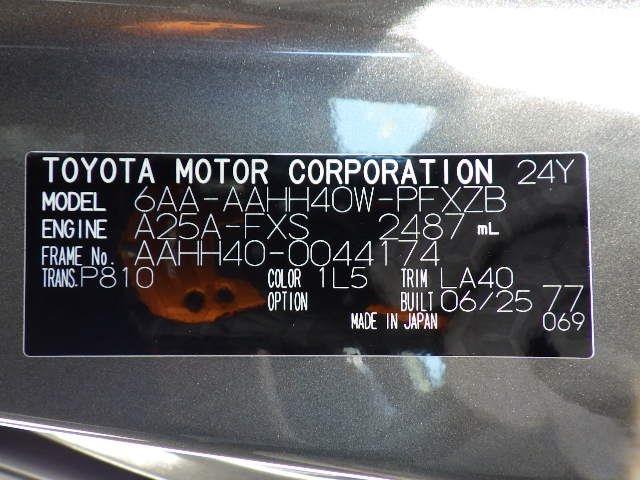 TOYOTA MOTOR CORPORATION 24Y
MODEL 6AA-AAHH40W-PFXZB
ENGINE A25A-FXS 2487 mL
FRAME No. AAHH40-0044174
TRANS. P810 COLOR 1L5 TRIM LA40
OPTION BUILT 06/25 77
MADE IN JAPAN 069